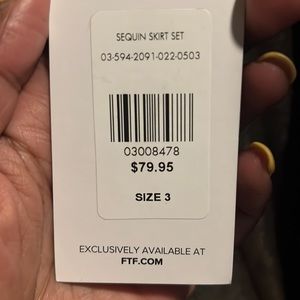 SEQUIN SKIRT SET
03-594-2091-022-0503
03008478
$79.95
SIZE 3
EXCLUSIVELY AVAILABLE AT
FTF.COM